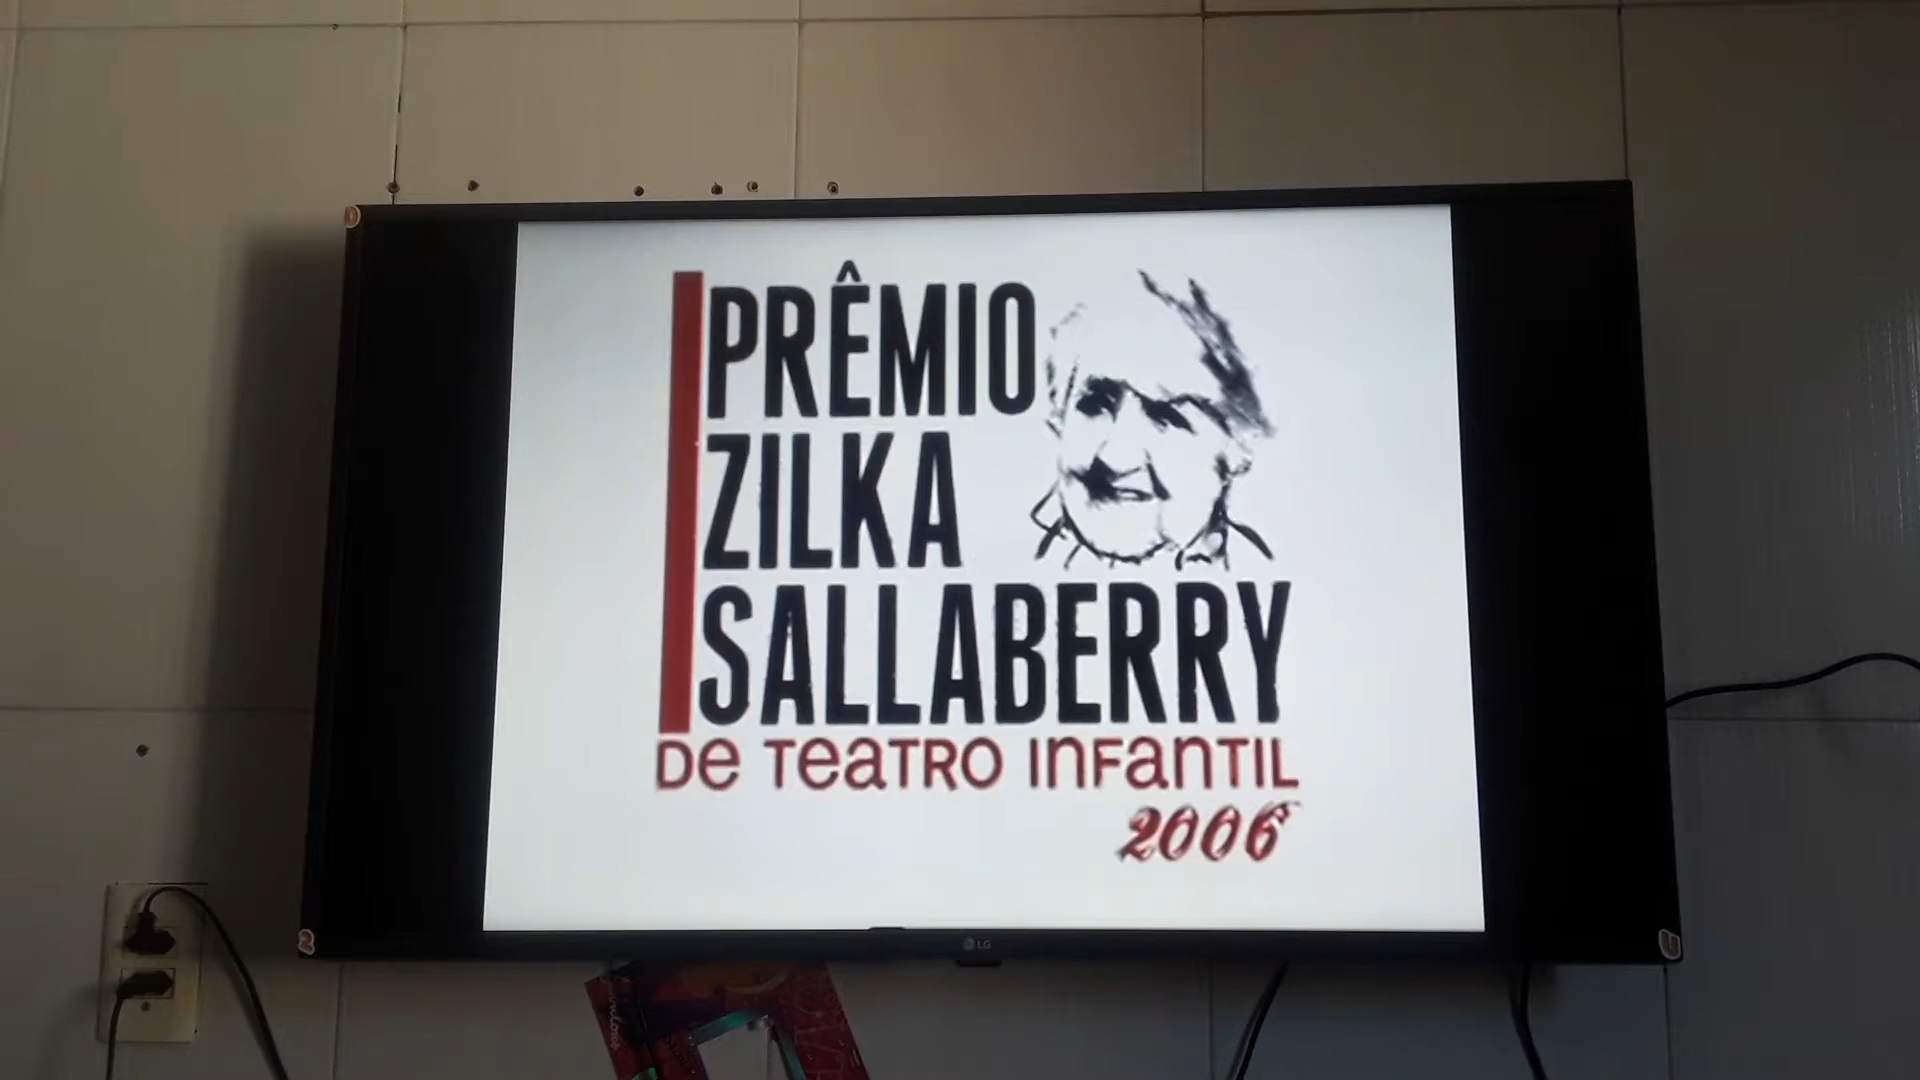 PRÊMIO
ZILKA
SALLABERRY
DE TEATRO INFANTIL
2006
LG